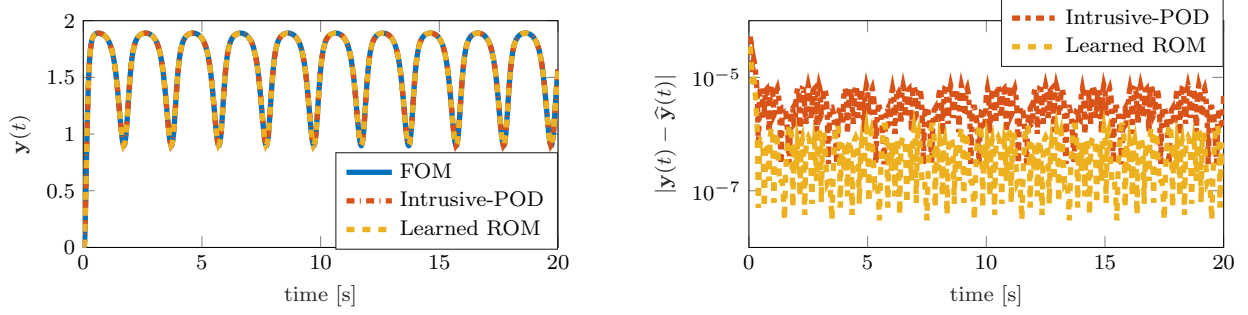 2
1.5
1
0.5
0
y(t)
0 5 10 15 20
time [s]
FOM
Intrusive-POD
Learned ROM
10⁻⁵
10⁻⁷
|y(t) − ŷ(t)|
0 5 10 15 20
time [s]
Intrusive-POD
Learned ROM